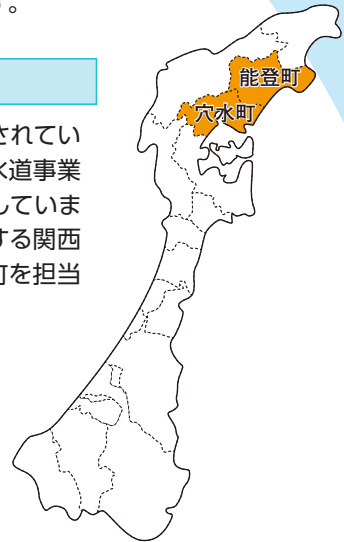 。
されてい
水道事業
していま
する関西
町を担当
能登町
穴水町